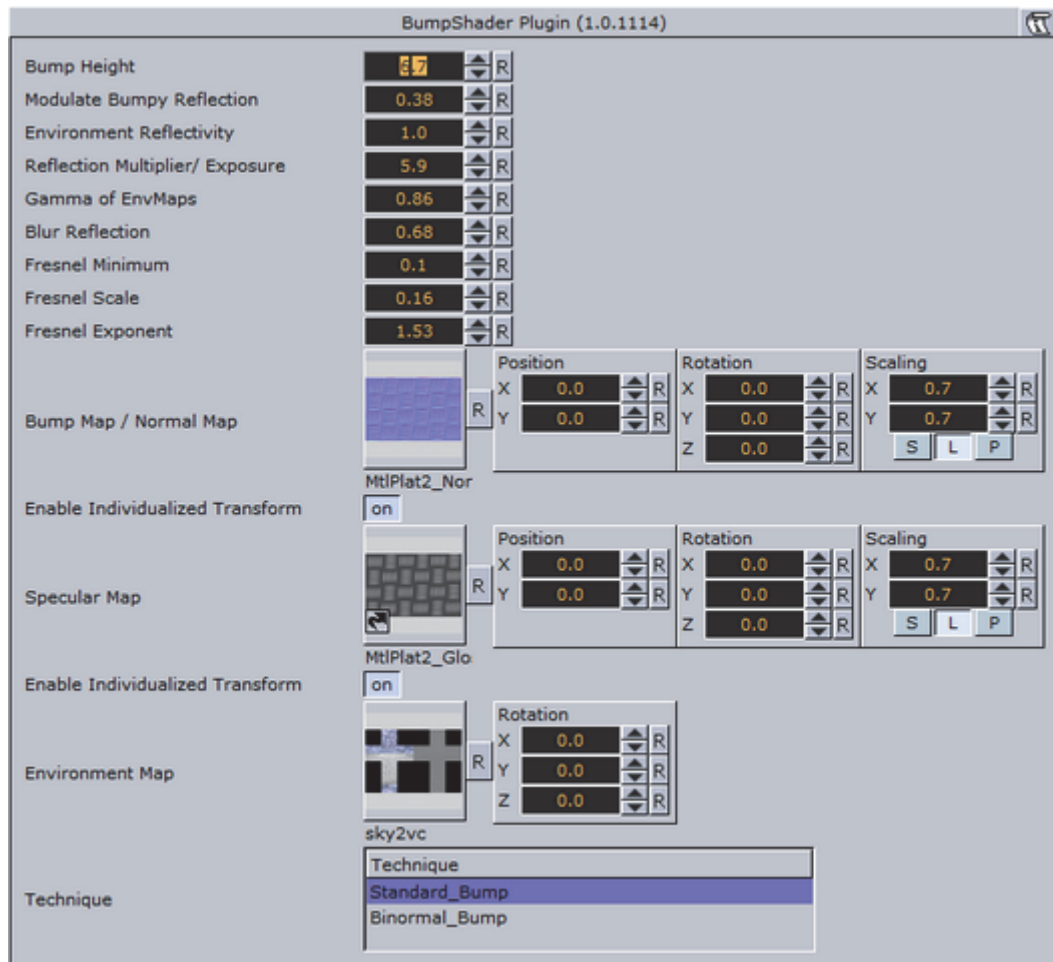 BumpShader Plugin (1.0.1114)
Bump Height 6.7 R
Modulate Bumpy Reflection 0.38 R
Environment Reflectivity 1.0 R
Reflection Multiplier/ Exposure 5.9 R
Gamma of EnvMaps 0.86 R
Blur Reflection 0.68 R
Fresnel Minimum 0.1 R
Fresnel Scale 0.16 R
Fresnel Exponent 1.53 R
Position Rotation Scaling
X 0.0 R X 0.0 R X 0.7 R
Bump Map / Normal Map R Y 0.0 R Y 0.0 R Y 0.7 R
Z 0.0 R S L P
MtlPlat2_Nor
Enable Individualized Transform on
Position Rotation Scaling
X 0.0 R X 0.0 R X 0.7 R
Specular Map R Y 0.0 R Y 0.0 R Y 0.7 R
Z 0.0 R S L P
MtlPlat2_Glo
Enable Individualized Transform on
Rotation
X 0.0 R
Environment Map R Y 0.0 R
Z 0.0 R
sky2vc
Technique
Technique Standard_Bump
Binormal_Bump